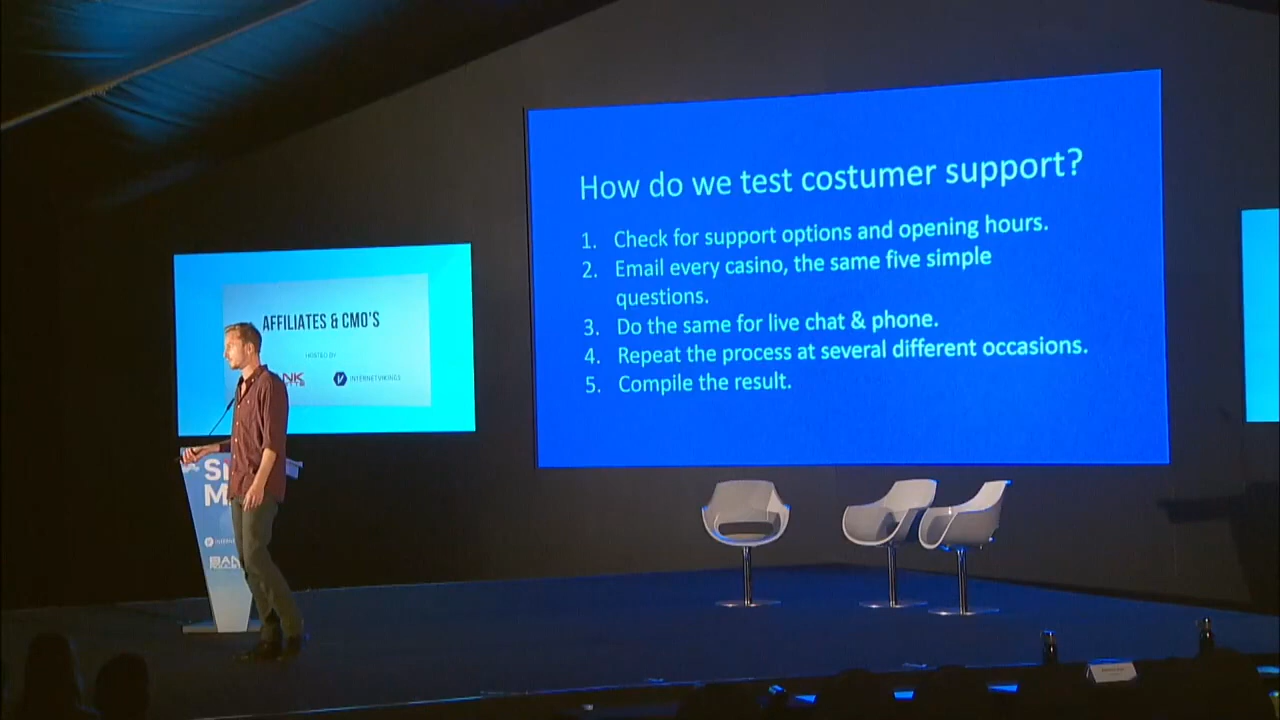 How do we test costumer support?
1. Check for support options and opening hours.
2. Email every casino, the same five simple
questions.
3. Do the same for live chat & phone.
4. Repeat the process at several different occasions.
5. Compile the result.
AFFILIATES & CMO'S
HOSTED BY
INTERNETVIKINGS